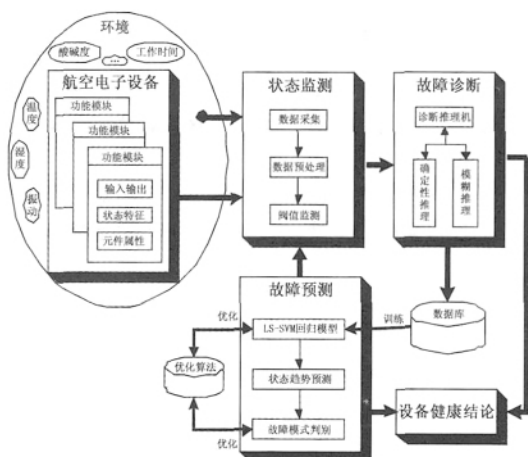 环境
酸碱度
工作时间
...
航空电子设备
功能模块
功能模块
功能模块
输入输出
状态特征
元件属性
温度
湿度
振动
状态监测
数据采集
数据预处理
阀值监测
故障诊断
诊断推理机
确定性推理
模糊推理
故障预测
LS-SVM回归模型
状态趋势预测
故障模式判别
优化
优化算法
优化
训练
数据库
设备健康结论